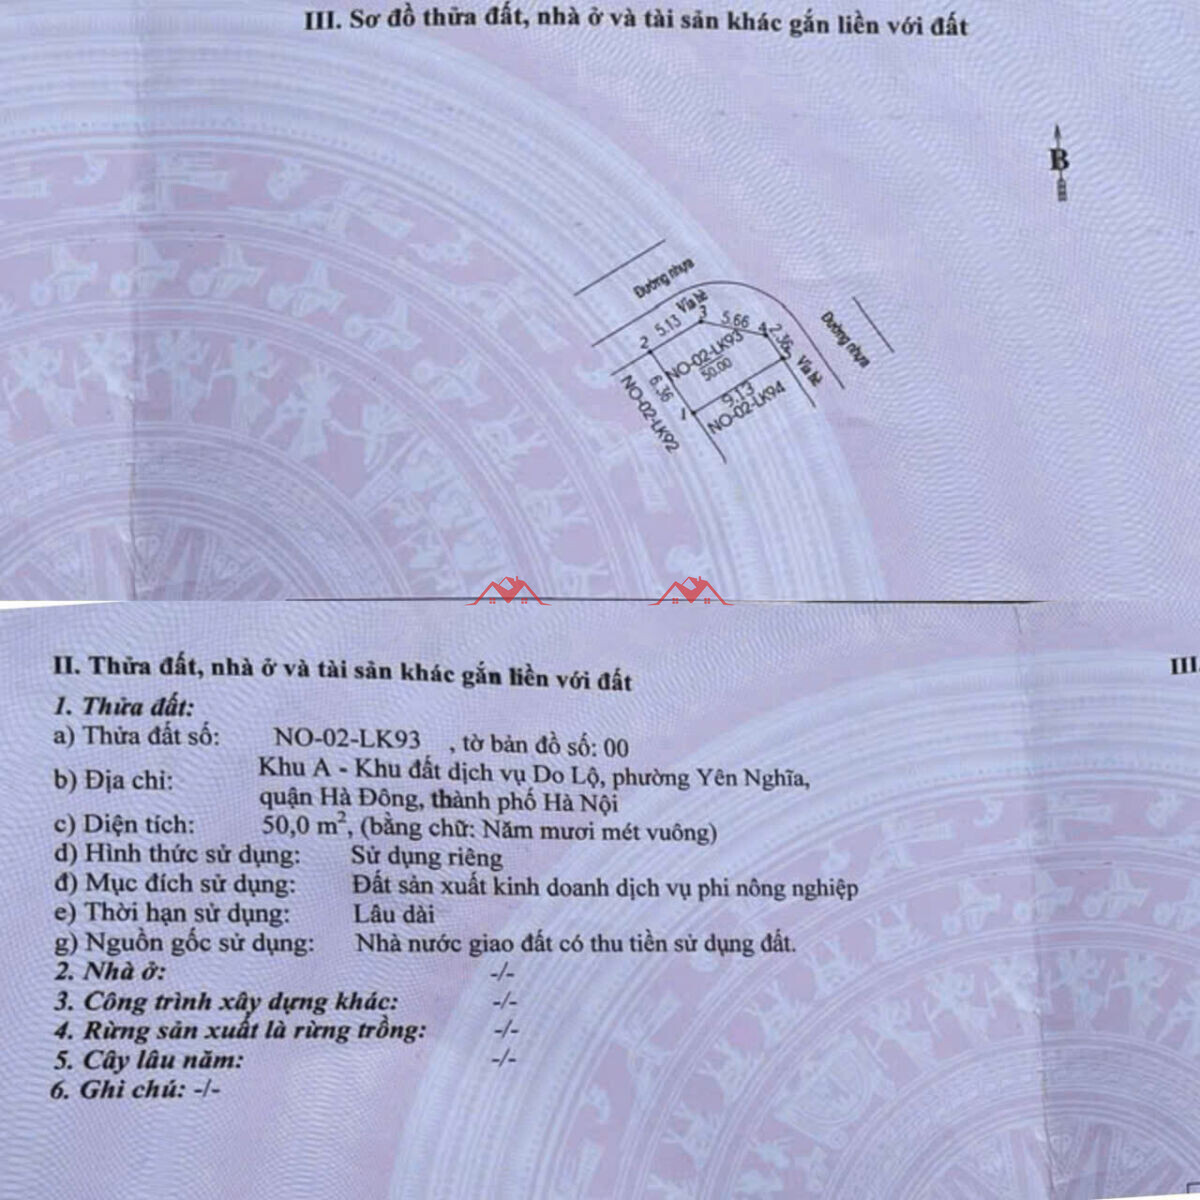 III. Sơ đồ thửa đất, nhà ở và tài sản khác gắn liền với đất
B
Đường nhựa
Vỉa hè
5.13
3
5.66
4
2.36
5
Vỉa hè
Đường nhựa
2
NO-02-LK93
50.00
6.36
1
9.13
NO-02-LK94
NO-02-LK92
II. Thửa đất, nhà ở và tài sản khác gắn liền với đất
III.
1. Thửa đất:
a) Thửa đất số: NO-02-LK93 , tờ bản đồ số: 00
b) Địa chỉ: Khu A - Khu đất dịch vụ Do Lộ, phường Yên Nghĩa,
quận Hà Đông, thành phố Hà Nội
c) Diện tích: 50,0 m², (bằng chữ: Năm mươi mét vuông)
d) Hình thức sử dụng: Sử dụng riêng
đ) Mục đích sử dụng: Đất sản xuất kinh doanh dịch vụ phi nông nghiệp
e) Thời hạn sử dụng: Lâu dài
g) Nguồn gốc sử dụng: Nhà nước giao đất có thu tiền sử dụng đất.
2. Nhà ở: -/-
3. Công trình xây dựng khác: -/-
4. Rừng sản xuất là rừng trồng: -/-
5. Cây lâu năm: -/-
6. Ghi chú: -/-